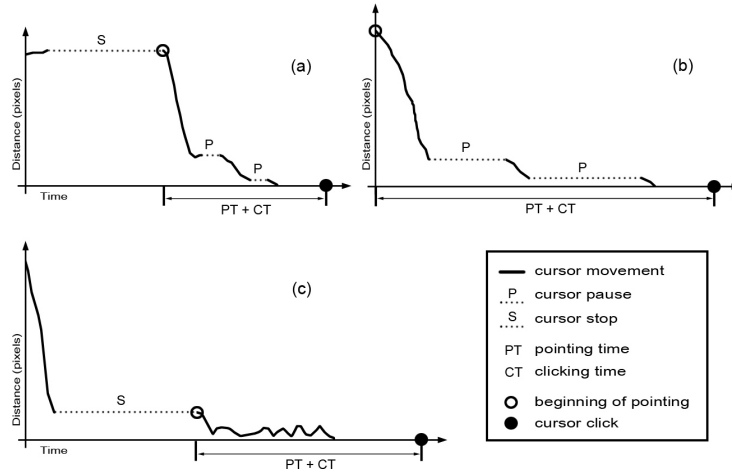 S
(a)
P
P
Distance (pixels)
Time
PT + CT
(b)
P
P
Distance (pixels)
PT + CT
(c)
S
Distance (pixels)
Time
PT + CT
cursor movement
P cursor pause
S cursor stop
PT pointing time
CT clicking time
beginning of pointing
cursor click